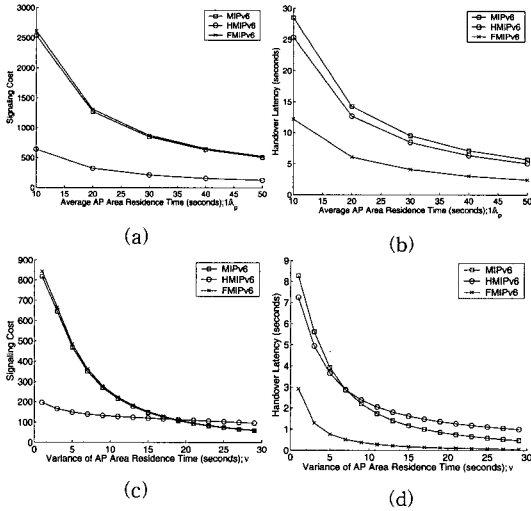 3000
2500
2000
1500
1000
500
0
Signaling Cost
MIPv6
HMIPv6
FMIPv6
10 15 20 25 30 35 40 45 50
Average AP Area Residence Time (seconds);1/λp
(a)
30
25
20
15
10
5
0
Handover Latency (seconds)
MIPv6
HMIPv6
FMIPv6
10 15 20 25 30 35 40 45 50
Average AP Area Residence Time (seconds);1/λp
(b)
900
800
700
600
500
400
300
200
100
0
Signaling Cost
MIPv6
HMIPv6
FMIPv6
0 5 10 15 20 25 30
Variance of AP Area Residence Time (seconds); v
(c)
9
8
7
6
5
4
3
2
1
0
Handover Latency (seconds)
MIPv6
HMIPv6
FMIPv6
0 5 10 15 20 25 30
Variance of AP Area Residence Time (seconds); v
(d)